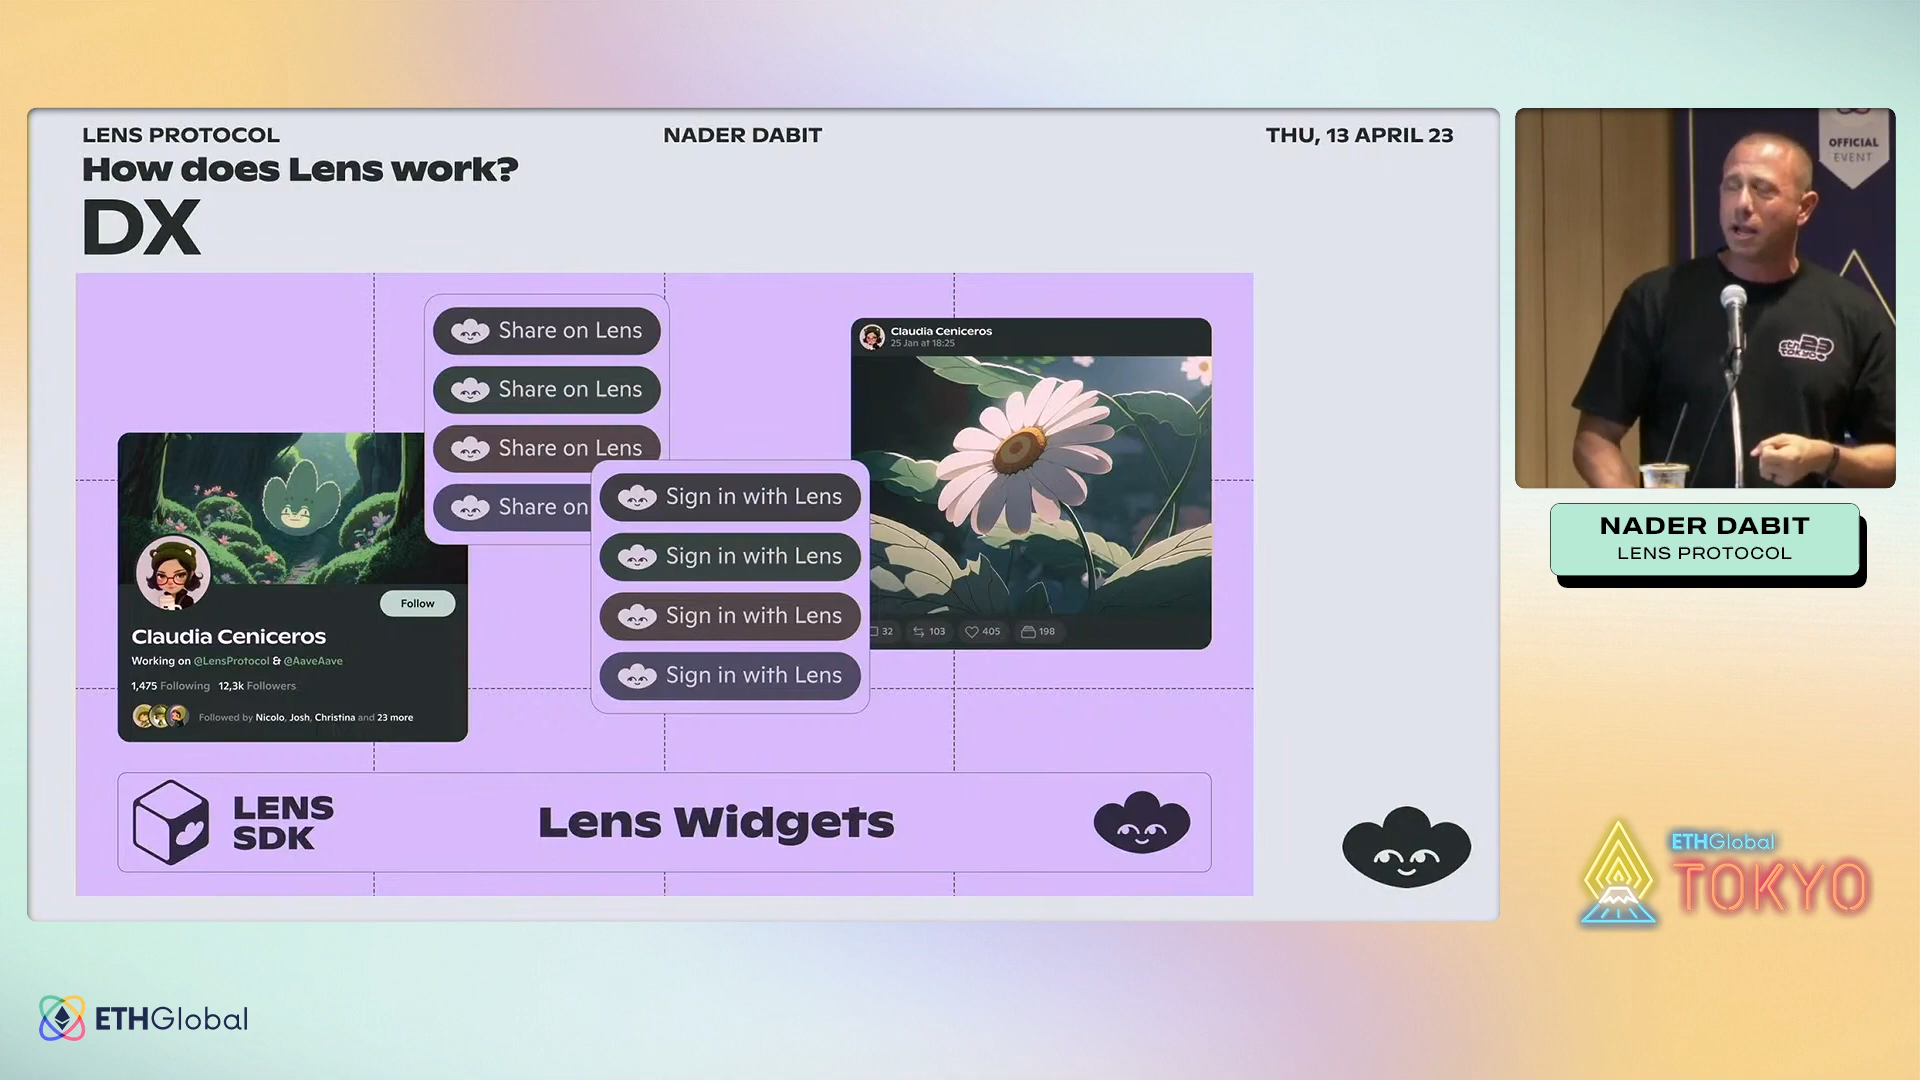 LENS PROTOCOL
NADER DABIT
THU, 13 APRIL 23
How does Lens work?
DX
Share on Lens
Share on Lens
Share on Lens
Share on
Sign in with Lens
Sign in with Lens
Sign in with Lens
Sign in with Lens
Claudia Ceniceros
25 Jan at 18:25
32 103 405 198
Follow
Claudia Ceniceros
Working on @LensProtocol & @AaveAave
1,475 Following 12,3k Followers
Followed by Nicolo, Josh, Christina and 23 more
LENS
SDK
Lens Widgets
OFFICIAL
EVENT
eth23
TOKYO
NADER DABIT
LENS PROTOCOL
ETHGlobal
TOKYO
ETHGlobal